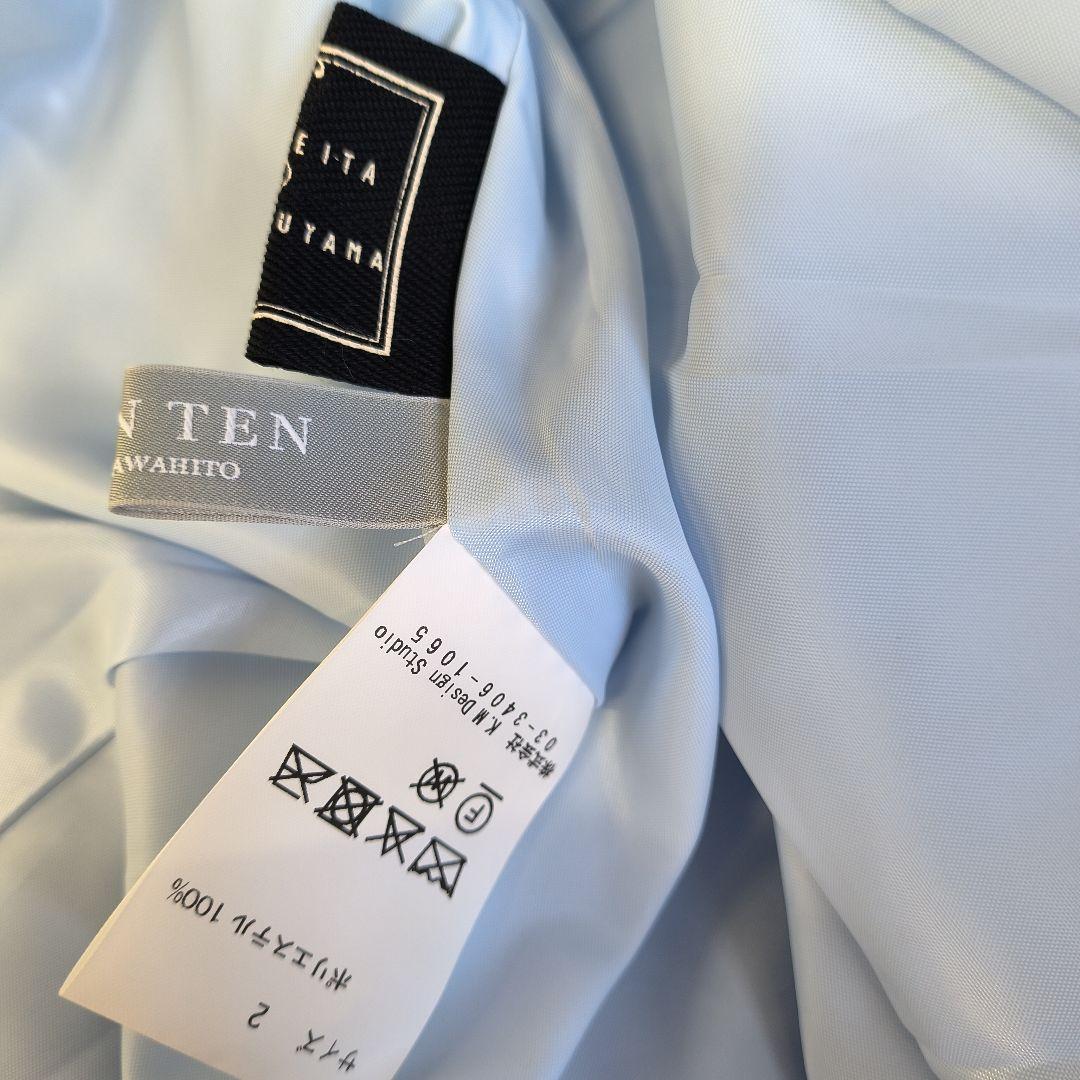 EITA
UYAMA
N TEN
AWAHITO
サイズ 2
ポリエステル 100%
F
W
株式会社 K.M Design Studio
03-3406-1065